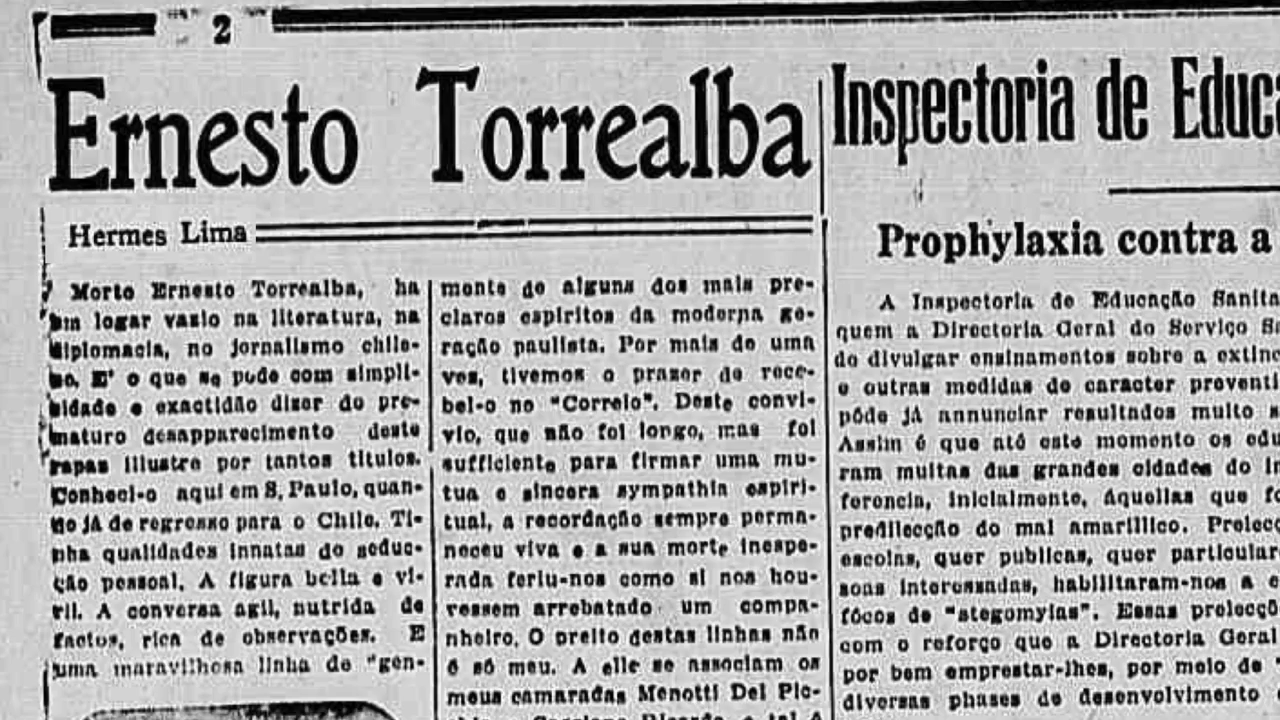 2
Ernesto Torrealba
Hermes Lima
Morto Ernesto Torrealba, ha
um logar vasio na literatura, na
diplomacia, no jornalismo chile-
no. E' o que se pode com simpli-
cidade e exactidão dizer do pre-
maturo desapparecimento deste
rapaz illustre por tantos titulos.
Conheci-o aqui em S. Paulo, quan-
do já de regresso para o Chile. Ti-
nha qualidades innatas de seduc-
ção pessoal. A figura bella e vi-
ril. A conversa agil, nutrida de
factos, rica de observações. E
uma maravilhosa linha de "gen-
mente de alguns dos mais pre-
claros espiritos da moderna ge-
ração paulista. Por mais de uma
vez, tivemos o prazer de rece-
bel-o no "Correio". Deste convi-
vio, que não foi longo, mas foi
sufficiente para firmar uma mu-
tua e sincera sympathia espiri-
tual, a recordação sempre perma-
neceu viva e a sua morte inespe-
rada feriu-nos como si nos hou-
vessem arrebatado um compa-
nheiro. O preito destas linhas não
é só meu. A elle se associam os
meus camaradas Menotti Del Pic-
Inspectoria de Educa
Prophylaxia contra a
A Inspectoria de Educação Sanita
quem a Directoria Geral do Serviço S
de divulgar ensinamentos sobre a extinc
e outras medidas de caracter preventi
póde já annunciar resultados muito
Assim é que até este momento os edu
ram muitas das grandes cidades do in
ferencia, inicialmente, áquellas que fo
predilecção do mal amarillico. Prelecç
escolas, quer publicas, quer particular
soas interessadas, habilitaram-nos a e
fócos de "stegomyias". Essas prelecçõ
com o reforço que a Directoria Geral
por bem emprestar-lhes, por meio de
diversas phases do desenvolvimento